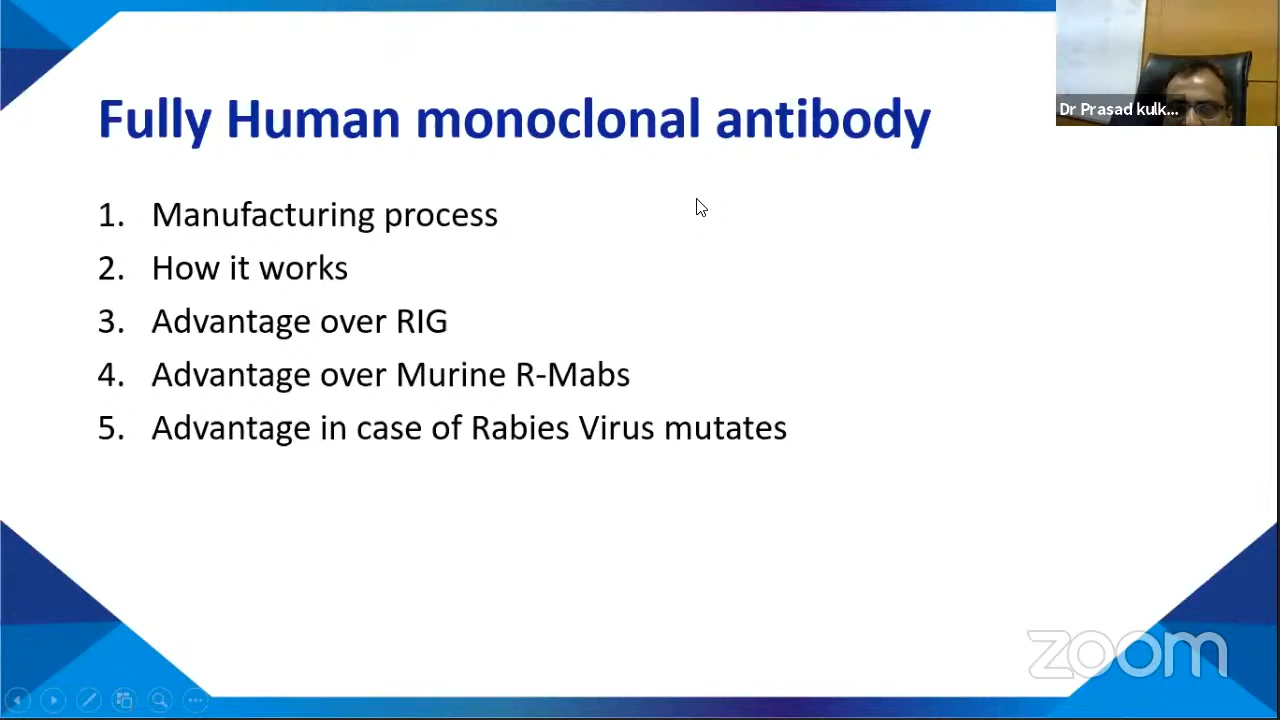 Fully Human monoclonal antibody
Dr Prasad kulk...
1. Manufacturing process
2. How it works
3. Advantage over RIG
4. Advantage over Murine R-Mabs
5. Advantage in case of Rabies Virus mutates
zoom